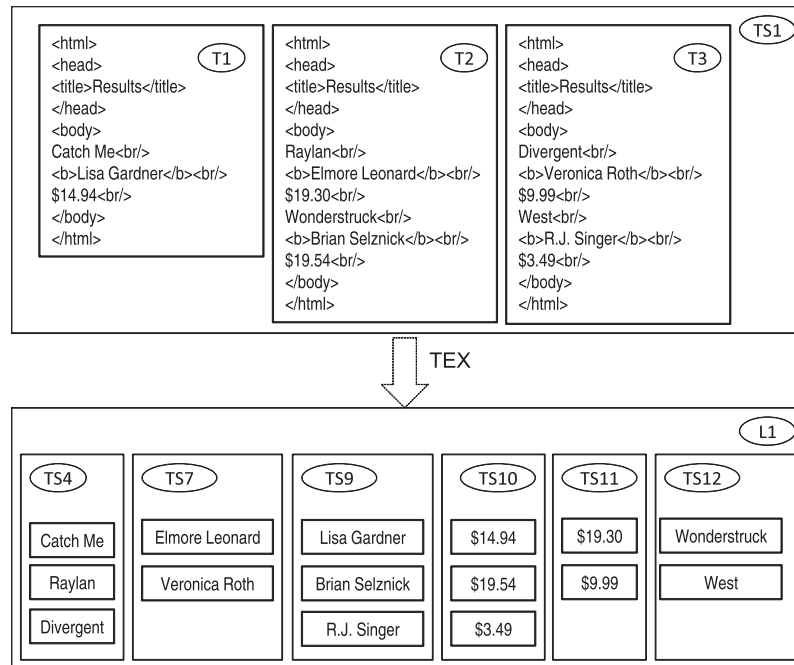 TS1
T1
<html>
<head>
<title>Results</title>
</head>
<body>
Catch Me<br/>
<b>Lisa Gardner</b><br/>
$14.94<br/>
</body>
</html>
T2
<html>
<head>
<title>Results</title>
</head>
<body>
Raylan<br/>
<b>Elmore Leonard</b><br/>
$19.30<br/>
Wonderstruck<br/>
<b>Brian Selznick</b><br/>
$19.54<br/>
</body>
</html>
T3
<html>
<head>
<title>Results</title>
</head>
<body>
Divergent<br/>
<b>Veronica Roth</b><br/>
$9.99<br/>
West<br/>
<b>R.J. Singer</b><br/>
$3.49<br/>
</body>
</html>
TEX
L1
TS4
Catch Me
Raylan
Divergent
TS7
Elmore Leonard
Veronica Roth
TS9
Lisa Gardner
Brian Selznick
R.J. Singer
TS10
$14.94
$19.54
$3.49
TS11
$19.30
$9.99
TS12
Wonderstruck
West